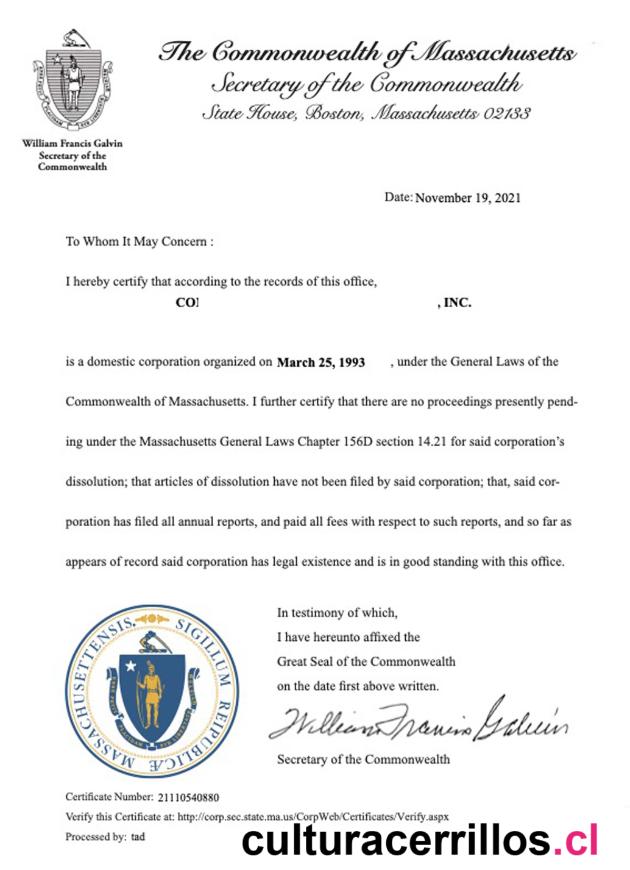 The Commonwealth of Massachusetts
Secretary of the Commonwealth
State House, Boston, Massachusetts 02133
William Francis Galvin
Secretary of the
Commonwealth
Date: November 19, 2021
To Whom It May Concern :
I hereby certify that according to the records of this office,
, INC.
is a domestic corporation organized on March 25, 1993 , under the General Laws of the
Commonwealth of Massachusetts. I further certify that there are no proceedings presently pend-
ing under the Massachusetts General Laws Chapter 156D section 14.21 for said corporation's
dissolution; that articles of dissolution have not been filed by said corporation; that, said cor-
poration has filed all annual reports, and paid all fees with respect to such reports, and so far as
appears of record said corporation has legal existence and is in good standing with this office.
MASSACHUSETTENSIS. SIGILLUM REIPUBLICÆ
In testimony of which,
I have hereunto affixed the
Great Seal of the Commonwealth
on the date first above written.
William Francis Galvin
Secretary of the Commonwealth
Certificate Number: 21110540880
Verify this Certificate at: http://corp.sec.state.ma.us/CorpWeb/Certificates/Verify.aspx
Processed by: tad
culturacerrillos.cl